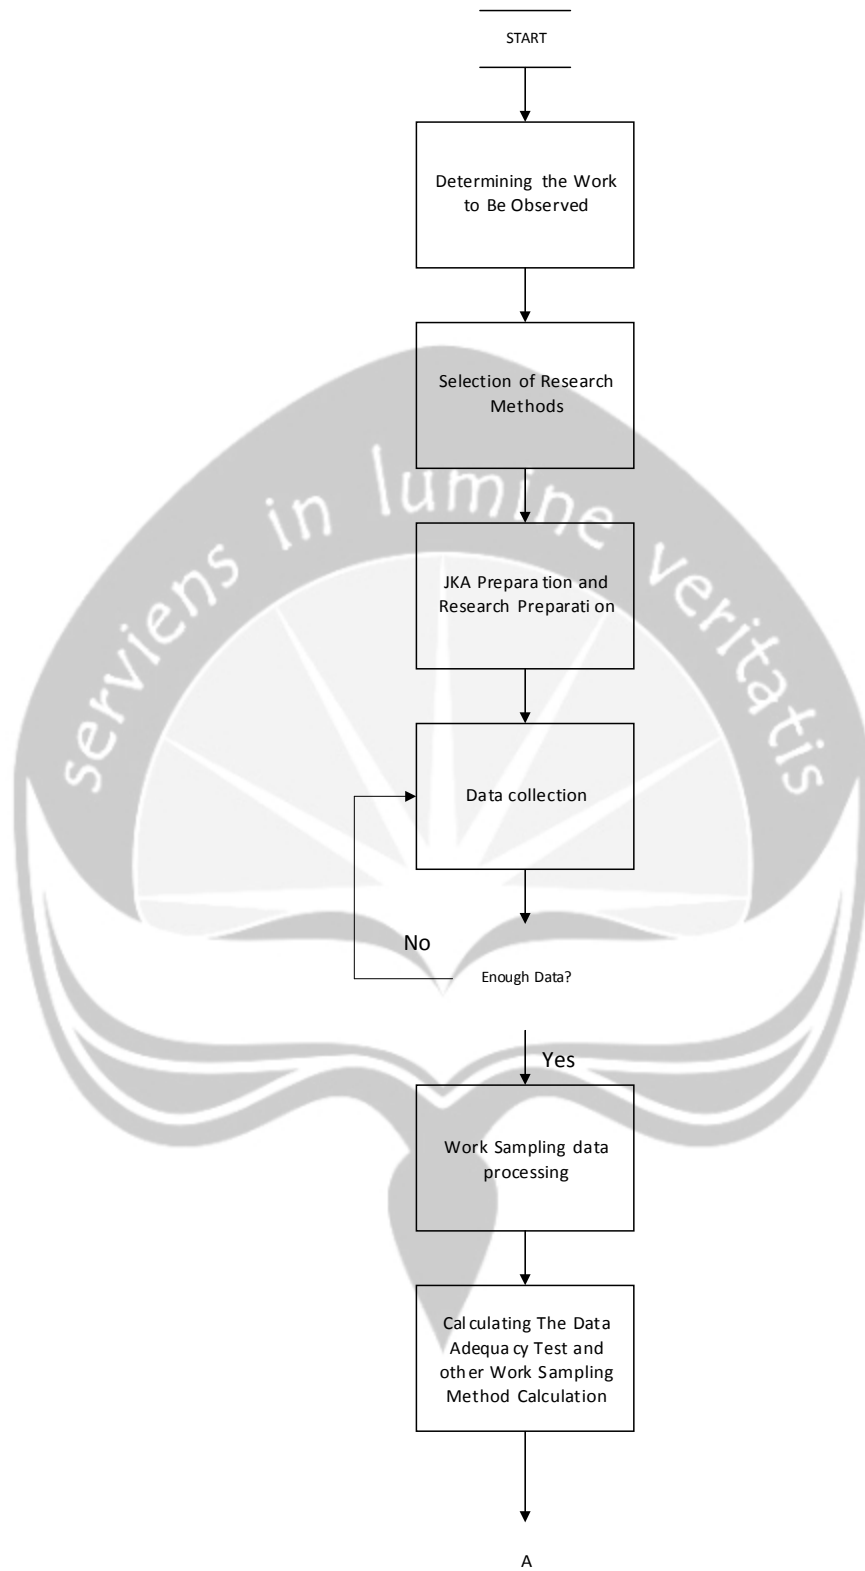 START
Determining the Work
to Be Observed
Selection of Research
Methods
serviens in lumine veritatis
JKA Preparation and
Research Preparation
Data collection
No
Enough Data?
Yes
Work Sampling data
processing
Calculating The Data
Adequacy Test and
other Work Sampling
Method Calculation
A